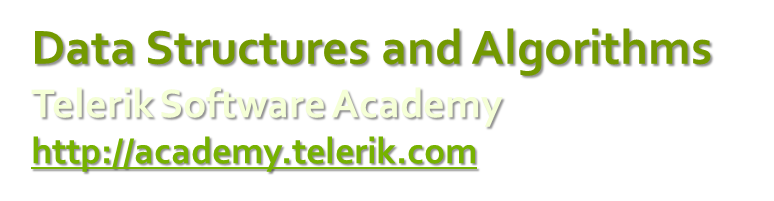 Data Structures and Algorithms
Telerik Software Academy
http://academy.telerik.com